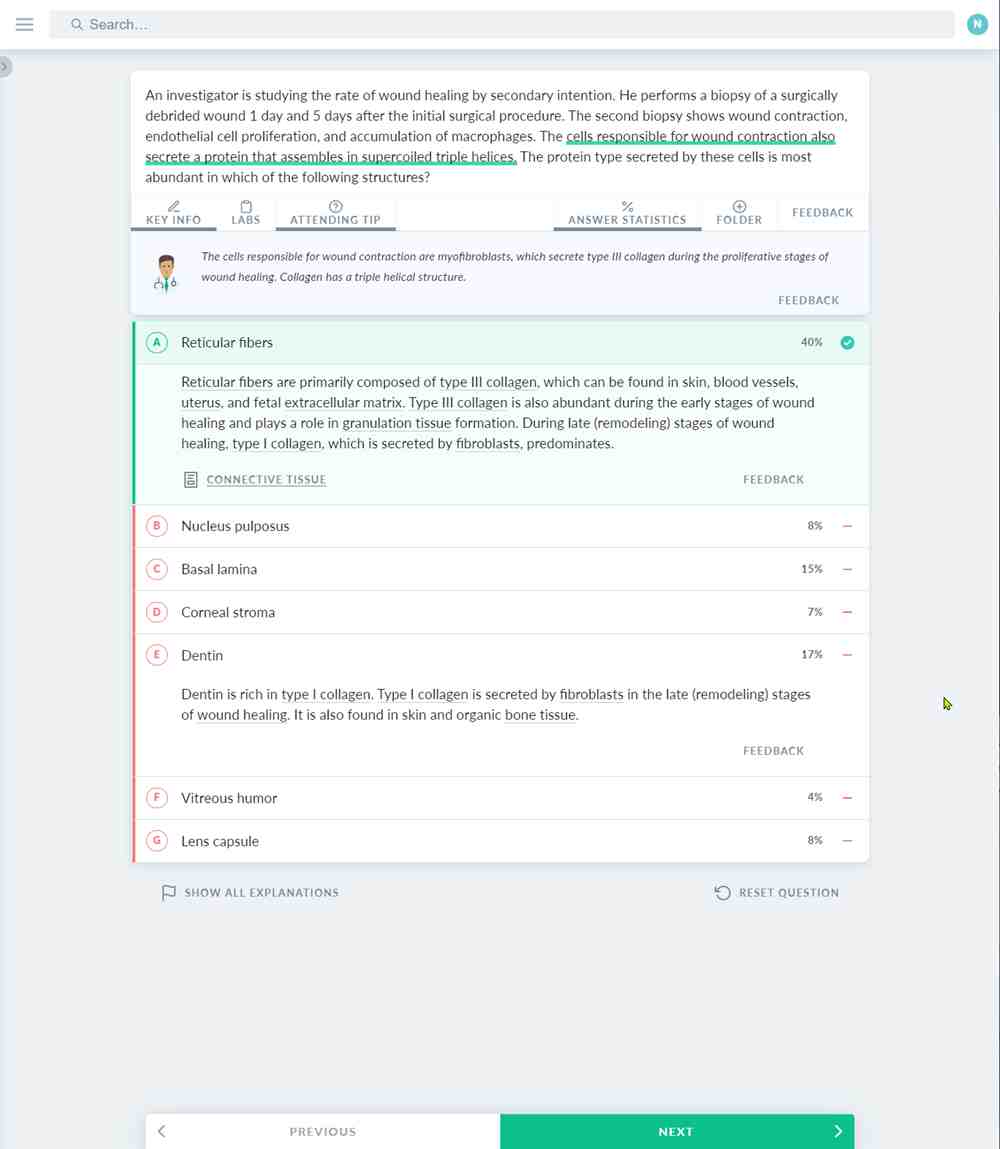 Search...
N
An investigator is studying the rate of wound healing by secondary intention. He performs a biopsy of a surgically
debrided wound 1 day and 5 days after the initial surgical procedure. The second biopsy shows wound contraction,
endothelial cell proliferation, and accumulation of macrophages. The cells responsible for wound contraction also
secrete a protein that assembles in supercoiled triple helices. The protein type secreted by these cells is most
abundant in which of the following structures?
KEY INFO LABS ATTENDING TIP ANSWER STATISTICS FOLDER FEEDBACK
The cells responsible for wound contraction are myofibroblasts, which secrete type III collagen during the proliferative stages of
wound healing. Collagen has a triple helical structure.
FEEDBACK
A Reticular fibers 40%
Reticular fibers are primarily composed of type III collagen, which can be found in skin, blood vessels,
uterus, and fetal extracellular matrix. Type III collagen is also abundant during the early stages of wound
healing and plays a role in granulation tissue formation. During late (remodeling) stages of wound
healing, type I collagen, which is secreted by fibroblasts, predominates.
CONNECTIVE TISSUE FEEDBACK
B Nucleus pulposus 8%
C Basal lamina 15%
D Corneal stroma 7%
E Dentin 17%
Dentin is rich in type I collagen. Type I collagen is secreted by fibroblasts in the late (remodeling) stages
of wound healing. It is also found in skin and organic bone tissue.
FEEDBACK
F Vitreous humor 4%
G Lens capsule 8%
SHOW ALL EXPLANATIONS RESET QUESTION
PREVIOUS NEXT